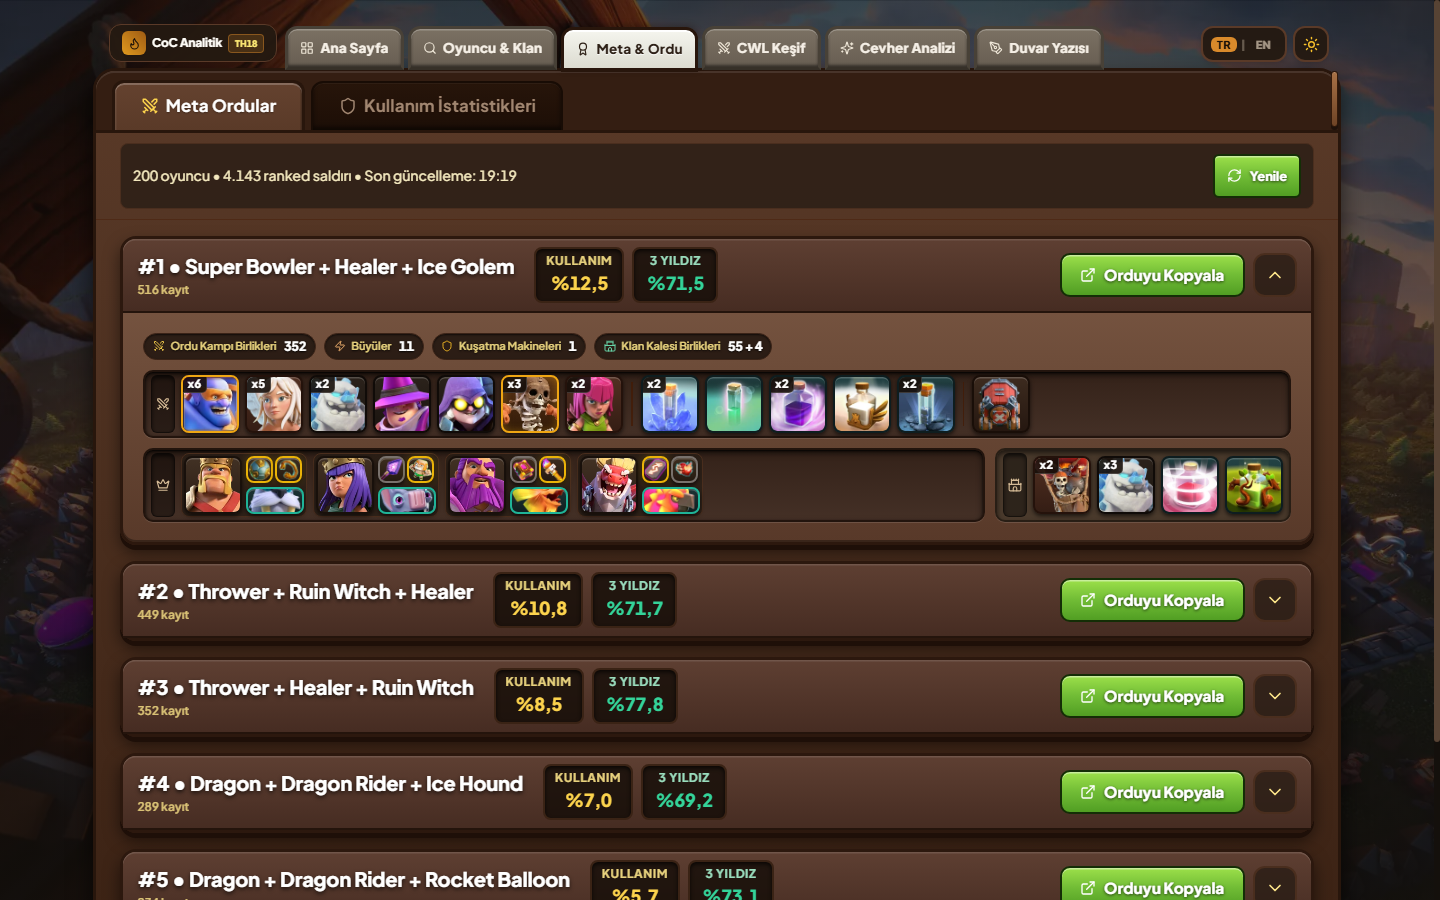 CoC Analitik TH18
Ana Sayfa
Oyuncu & Klan
Meta & Ordu
CWL Keşif
Cevher Analizi
Duvar Yazısı
TR | EN
Meta Ordular
Kullanım İstatistikleri
200 oyuncu • 4.143 ranked saldırı • Son güncelleme: 19:19
Yenile
#1 • Super Bowler + Healer + Ice Golem
516 kayıt
KULLANIM
%12,5
3 YILDIZ
%71,5
Orduyu Kopyala
Ordu Kampı Birlikleri 352
Büyüler 11
Kuşatma Makineleri 1
Klan Kalesi Birlikleri 55 + 4
x6 x5 x2 x3 x2 x2 x2 x2
x2 x3
#2 • Thrower + Ruin Witch + Healer
449 kayıt
KULLANIM
%10,8
3 YILDIZ
%71,7
Orduyu Kopyala
#3 • Thrower + Healer + Ruin Witch
352 kayıt
KULLANIM
%8,5
3 YILDIZ
%77,8
Orduyu Kopyala
#4 • Dragon + Dragon Rider + Ice Hound
289 kayıt
KULLANIM
%7,0
3 YILDIZ
%69,2
Orduyu Kopyala
#5 • Dragon + Dragon Rider + Rocket Balloon
KULLANIM
%5,7
3 YILDIZ
%73,1
Orduyu Kopyala